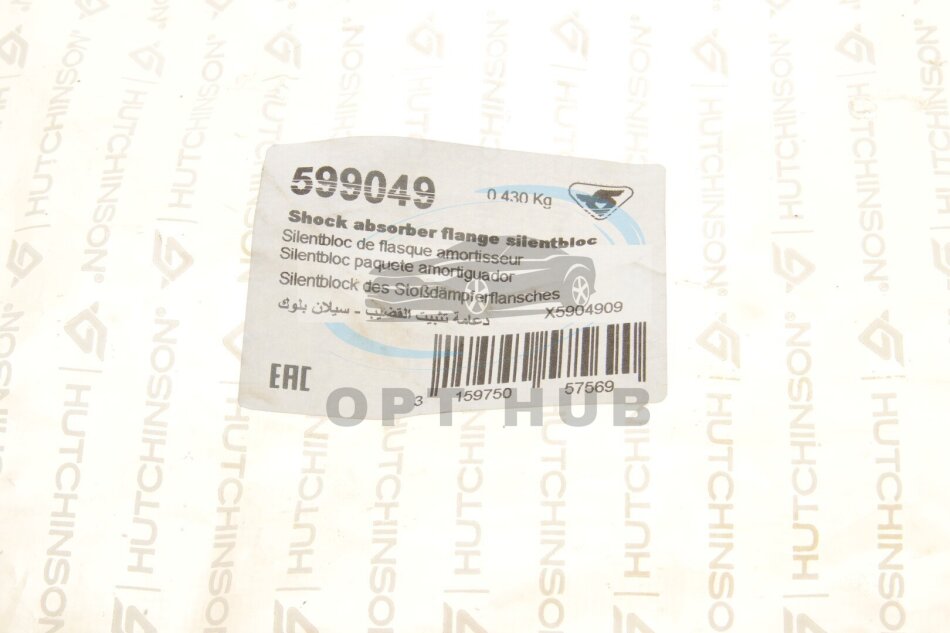 599049
0.430 Kg
Shock absorber flange silentbloc
Silentbloc de flasque amortisseur
Silentbloc paquete amortiguador
Silentblock des Stoßdämpferflansches
دعامة تثبيت القضيب - سيلان بلوك
X5904909
EAC
3 159750 57569
OPT HUB
HUTCHINSON